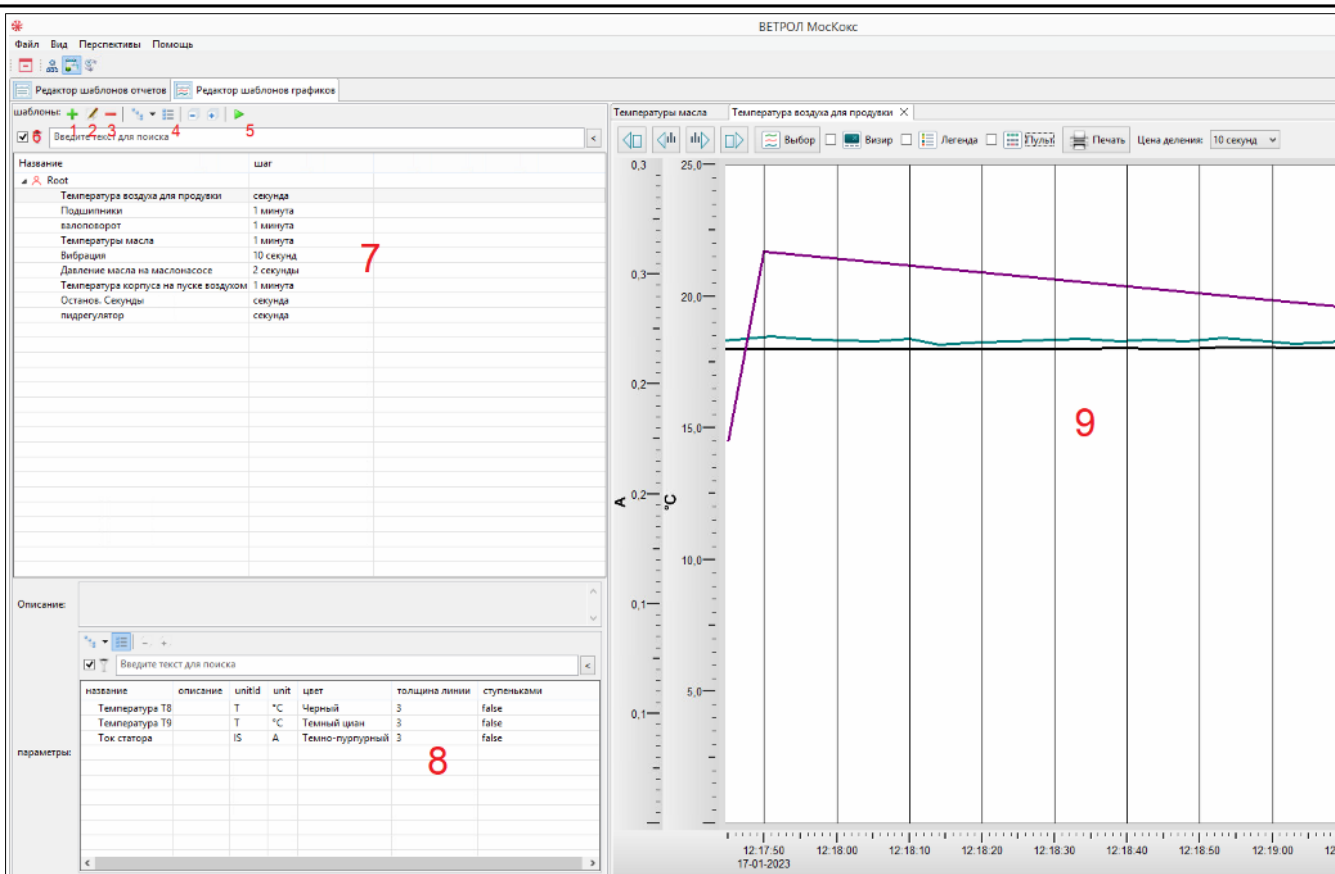 ВЕТРОЛ МосКокс
Файл Вид Перспективы Помощь
Редактор шаблонов отчетов Редактор шаблонов графиков
шаблоны:
1 2 3 4 5
6 Введите текст для поиска <
Название шаг
Root
Температура воздуха для продувки секунда
Подшипники 1 минута
валоповорот 1 минута
Температуры масла 1 минута
Вибрация 10 секунд
Давление масла на маслонасосе 2 секунды
Температура корпуса на пуске воздухом 1 минута
Останов. Секунды секунда
пидрегулятор секунда
7
Описание:
Введите текст для поиска <
название описание unitId unit цвет толщина линии ступеньками
Температура T8 T °C Черный 3 false
Температура T9 T °C Темный циан 3 false
Ток статора IS A Темно-пурпурный 3 false
параметры:
8
Температуры масла Температура воздуха для продувки
Выбор Визир Легенда Пульт Печать Цена деления: 10 секунд
0,3 25,0
0,3
20,0
0,2
15,0
A 0,2 °C
10,0
0,1
5,0
0,1
9
12:17:50 12:18:00 12:18:10 12:18:20 12:18:30 12:18:40 12:18:50 12:19:00 12
17-01-2023